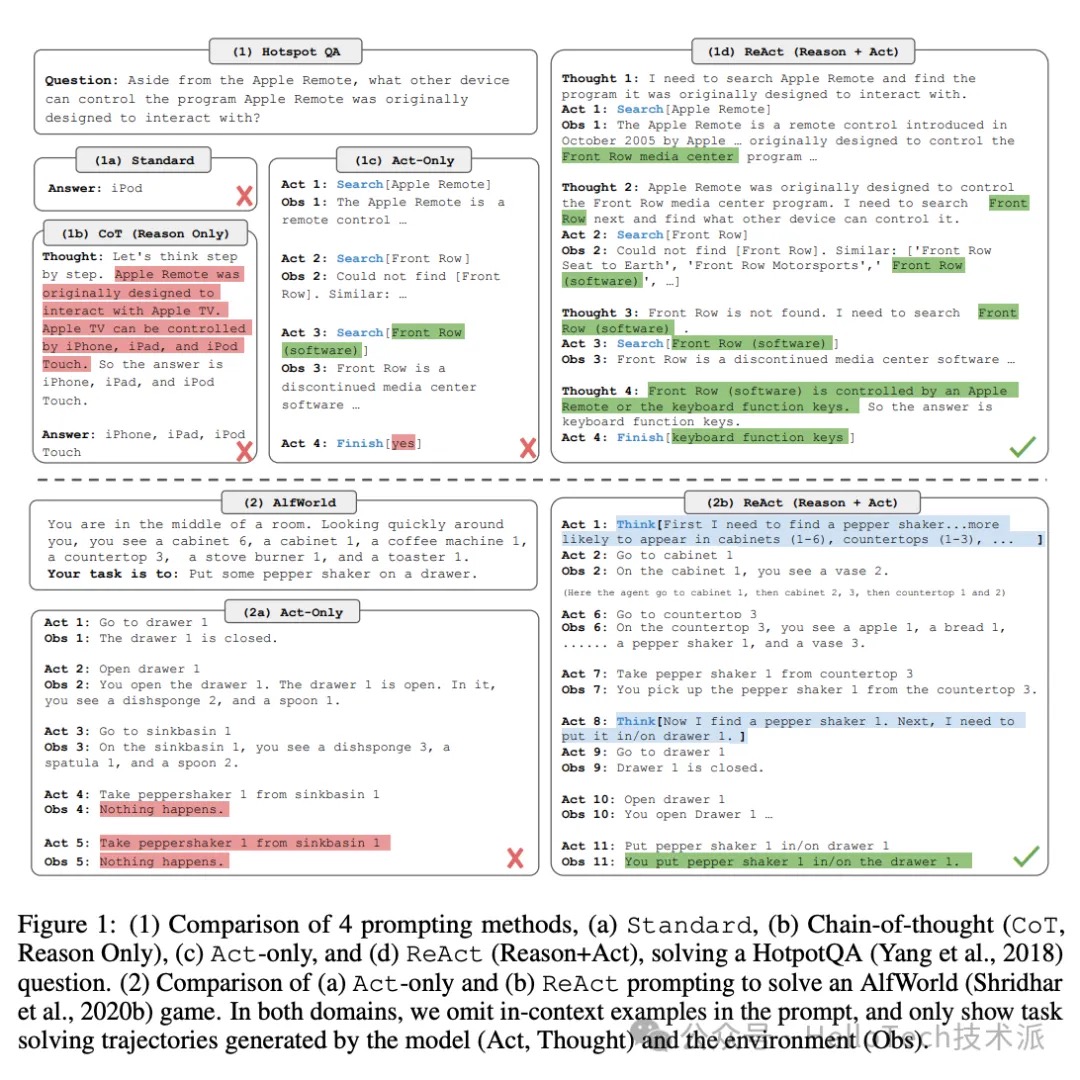 (1) Hotspot QA
Question: Aside from the Apple Remote, what other device
can control the program Apple Remote was originally
designed to interact with?
(1a) Standard
Answer: iPod
(1b) CoT (Reason Only)
Thought: Let's think step
by step. Apple Remote was
originally designed to
interact with Apple TV.
Apple TV can be controlled
by iPhone, iPad, and iPod
Touch. So the answer is
iPhone, iPad, and iPod
Touch.
Answer: iPhone, iPad, iPod
Touch
(1c) Act-Only
Act 1: Search[Apple Remote]
Obs 1: The Apple Remote is a
remote control …
Act 2: Search[Front Row]
Obs 2: Could not find [Front
Row]. Similar: …
Act 3: Search[Front Row
(software)]
Obs 3: Front Row is a
discontinued media center
software …
Act 4: Finish[yes]
(1d) ReAct (Reason + Act)
Thought 1: I need to search Apple Remote and find the
program it was originally designed to interact with.
Act 1: Search[Apple Remote]
Obs 1: The Apple Remote is a remote control introduced in
October 2005 by Apple … originally designed to control the
Front Row media center program …
Thought 2: Apple Remote was originally designed to control
the Front Row media center program. I need to search Front
Row next and find what other device can control it.
Act 2: Search[Front Row]
Obs 2: Could not find [Front Row]. Similar: ['Front Row
Seat to Earth', 'Front Row Motorsports',' Front Row
(software)', …]
Thought 3: Front Row is not found. I need to search Front
Row (software) .
Act 3: Search[Front Row (software)]
Obs 3: Front Row is a discontinued media center software …
Thought 4: Front Row (software) is controlled by an Apple
Remote or the keyboard function keys. So the answer is
keyboard function keys.
Act 4: Finish[keyboard function keys]
(2) AlfWorld
You are in the middle of a room. Looking quickly around
you, you see a cabinet 6, a cabinet 1, a coffee machine 1,
a countertop 3, a stove burner 1, and a toaster 1.
Your task is to: Put some pepper shaker on a drawer.
(2a) Act-Only
Act 1: Go to drawer 1
Obs 1: The drawer 1 is closed.
Act 2: Open drawer 1
Obs 2: You open the drawer 1. The drawer 1 is open. In it,
you see a dishsponge 2, and a spoon 1.
Act 3: Go to sinkbasin 1
Obs 3: On the sinkbasin 1, you see a dishsponge 3, a
spatula 1, and a spoon 2.
Act 4: Take peppershaker 1 from sinkbasin 1
Obs 4: Nothing happens.
Act 5: Take peppershaker 1 from sinkbasin 1
Obs 5: Nothing happens.
(2b) ReAct (Reason + Act)
Act 1: Think[First I need to find a pepper shaker...more
likely to appear in cabinets (1-6), countertops (1-3), ... ]
Act 2: Go to cabinet 1
Obs 2: On the cabinet 1, you see a vase 2.
(Here the agent go to cabinet 1, then cabinet 2, 3, then countertop 1 and 2)
Act 6: Go to countertop 3
Obs 6: On the countertop 3, you see a apple 1, a bread 1,
...... a pepper shaker 1, and a vase 3.
Act 7: Take pepper shaker 1 from countertop 3
Obs 7: You pick up the pepper shaker 1 from the countertop 3.
Act 8: Think[Now I find a pepper shaker 1. Next, I need to
put it in/on drawer 1. ]
Act 9: Go to drawer 1
Obs 9: Drawer 1 is closed.
Act 10: Open drawer 1
Obs 10: You open Drawer 1 …
Act 11: Put pepper shaker 1 in/on drawer 1
Obs 11: You put pepper shaker 1 in/on the drawer 1.
Figure 1: (1) Comparison of 4 prompting methods, (a) Standard, (b) Chain-of-thought (CoT,
Reason Only), (c) Act-only, and (d) ReAct (Reason+Act), solving a HotpotQA (Yang et al., 2018)
question. (2) Comparison of (a) Act-only and (b) ReAct prompting to solve an AlfWorld (Shridhar
et al., 2020b) game. In both domains, we omit in-context examples in the prompt, and only show task
solving trajectories generated by the model (Act, Thought) and the environment (Obs).
公众号 · HelloTech技术派